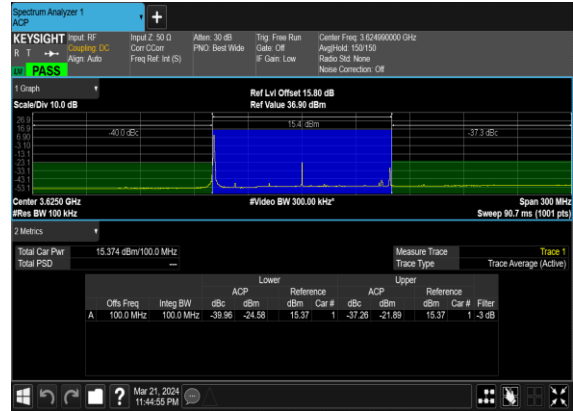 Spectrum Analyzer 1
ACP
+
KEYSIGHT Input: RF Input Z: 50 Ω Atten: 30 dB Trig: Free Run Center Freq: 3.624990000 GHz
R T Coupling: DC Corr CCorr PNO: Best Wide Gate: Off Avg|Hold: 150/150
Align: Auto Freq Ref: Int (S) IF Gain: Low Radio Std: None
PASS Noise Correction: Off
1 Graph
Scale/Div 10.0 dB Ref Lvl Offset 15.80 dB
Ref Value 36.90 dBm
26.9
16.9 15.4 dBm
6.90 -40.0 dBc -37.3 dBc
-3.10
-13.1
-23.1
-33.1
-43.1
-53.1
Center 3.6250 GHz #Video BW 300.00 kHz* Span 300 MHz
#Res BW 100 kHz Sweep 90.7 ms (1001 pts)
2 Metrics
Total Car Pwr 15.374 dBm/100.0 MHz Measure Trace Trace 1
Total PSD --- Trace Type Trace Average (Active)
Lower Upper
ACP Reference ACP Reference
Offs Freq Integ BW dBc dBm dBm Car # dBc dBm dBm Car # Filter
A 100.0 MHz 100.0 MHz -39.96 -24.58 15.37 1 -37.26 -21.89 15.37 1 -3 dB
? Mar 21, 2024
11:44:55 PM